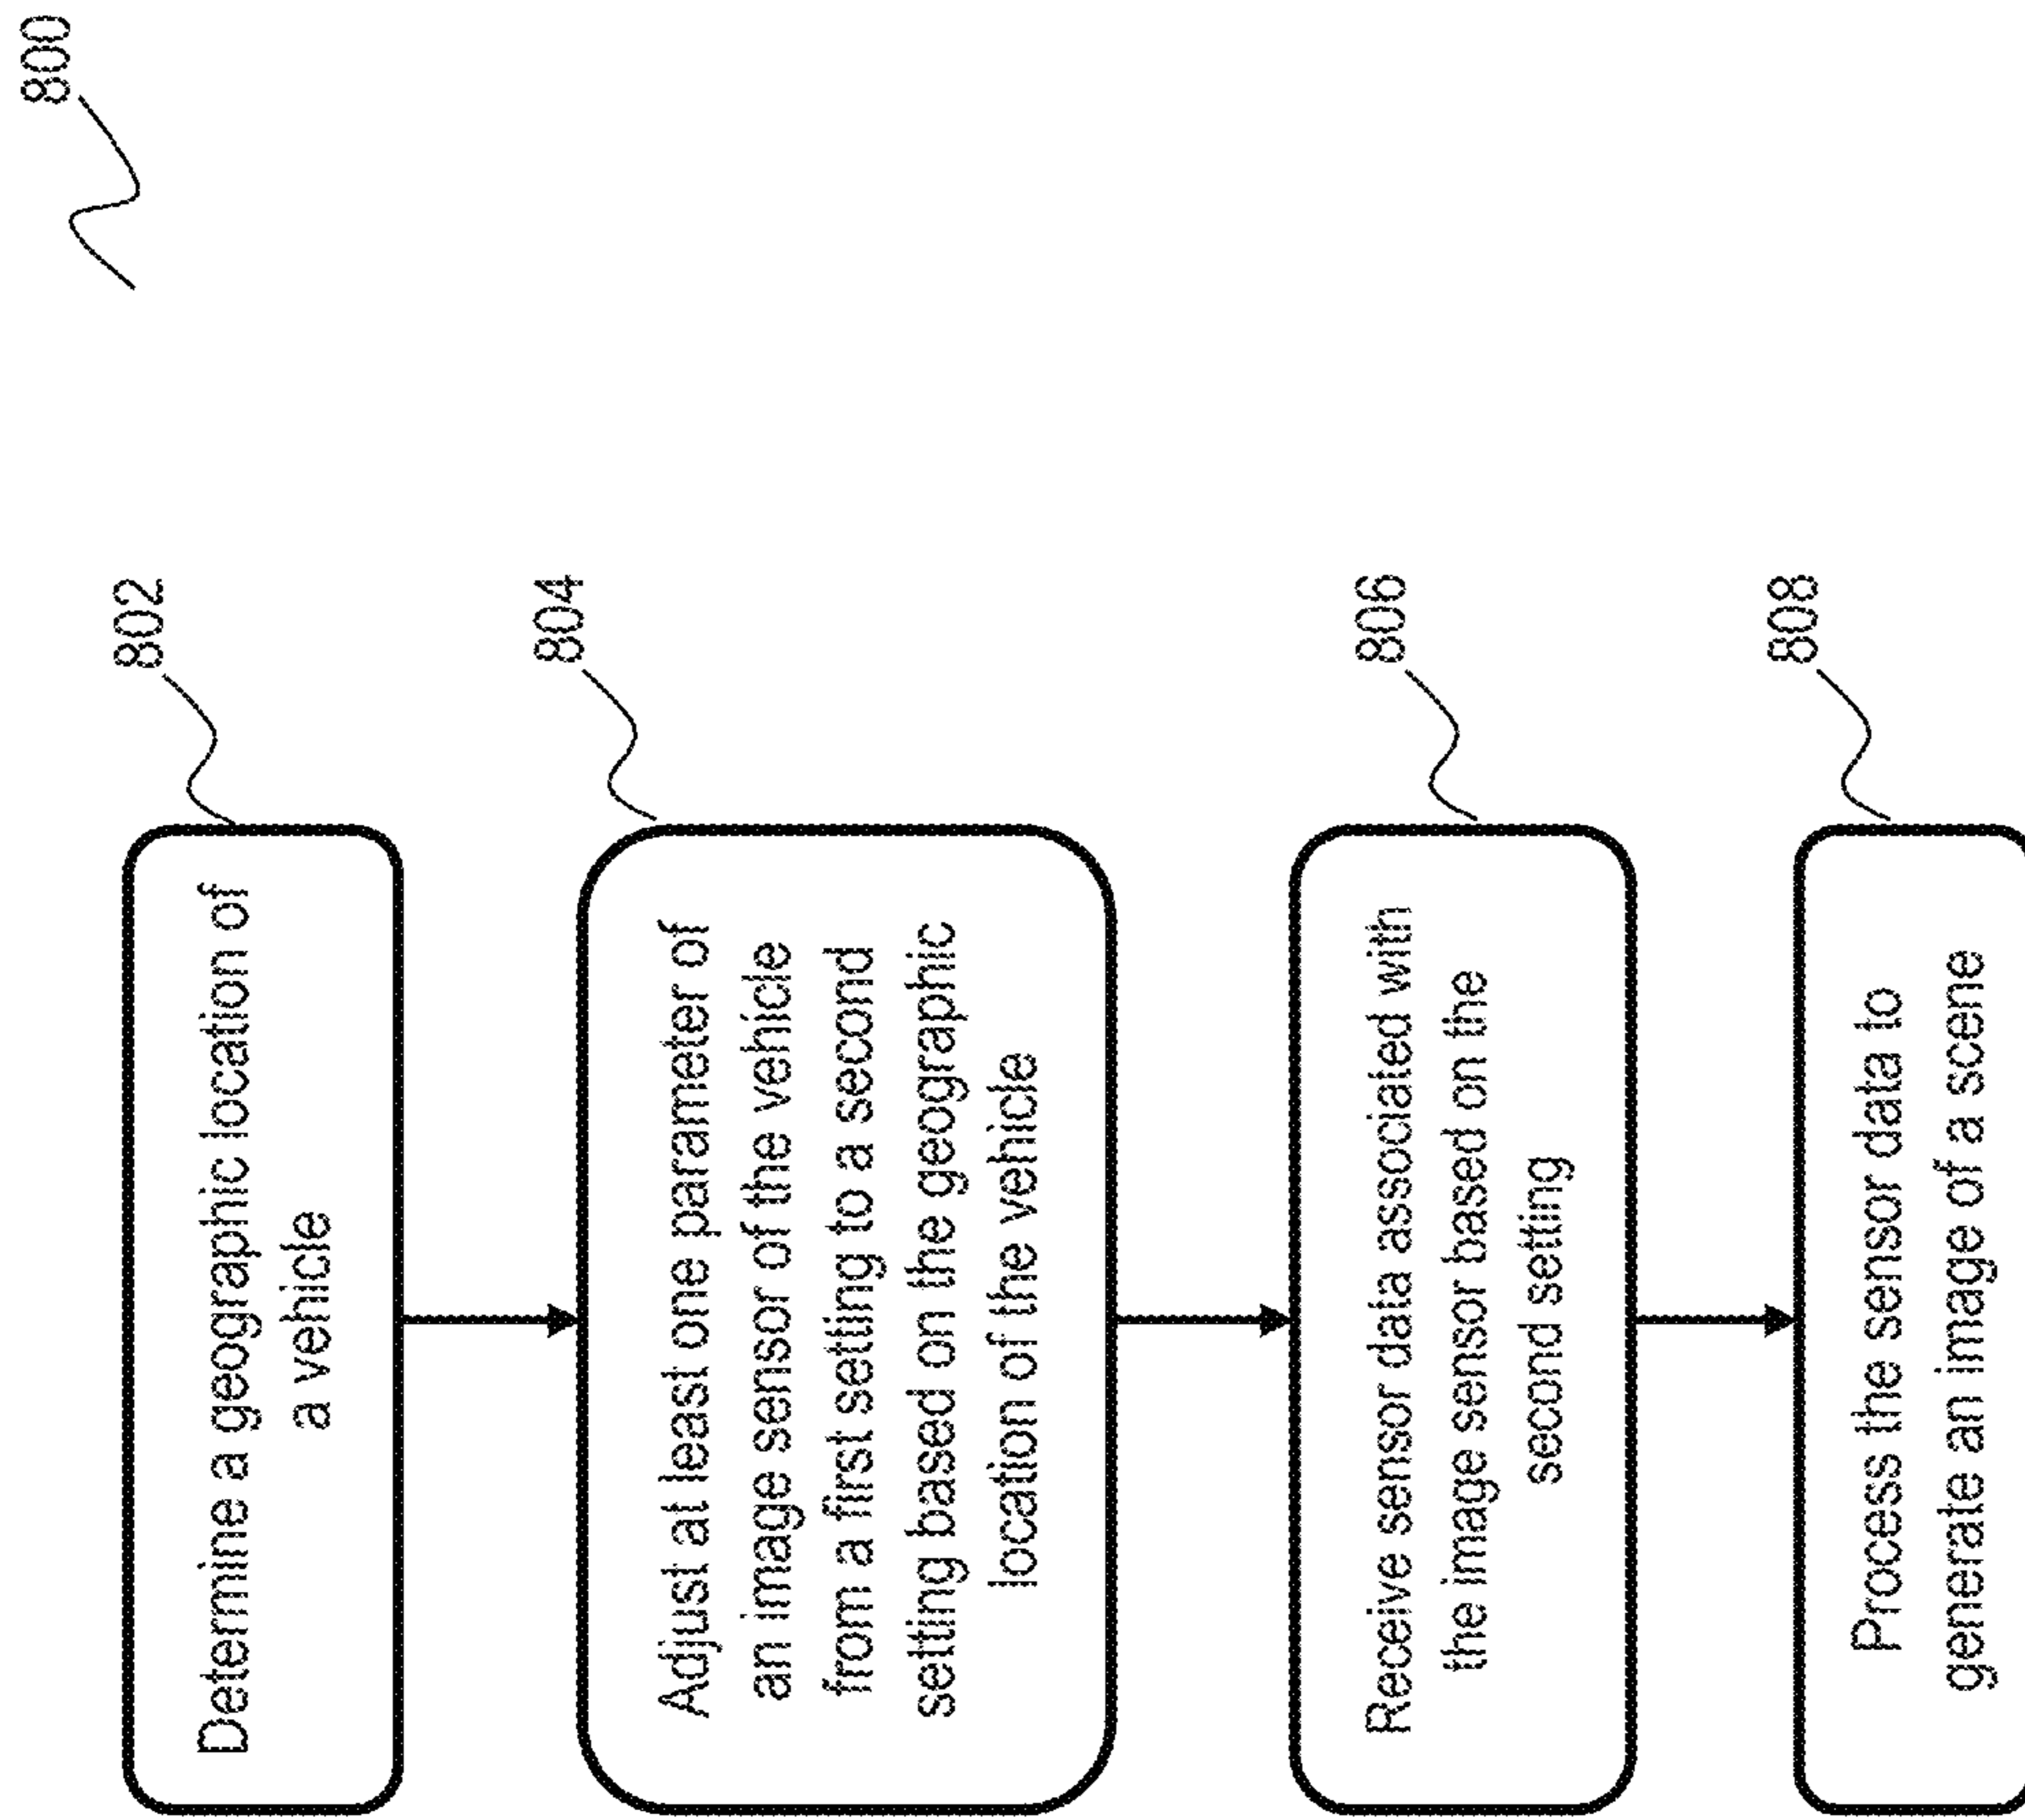 800
802
Determine a geographic location of
a vehicle
804
Adjust at least one parameter of
an image sensor of the vehicle
from a first setting to a second
setting based on the geographic
location of the vehicle
806
Receive sensor data associated with
the image sensor based on the
second setting
808
Process the sensor data to
generate an image of a scene